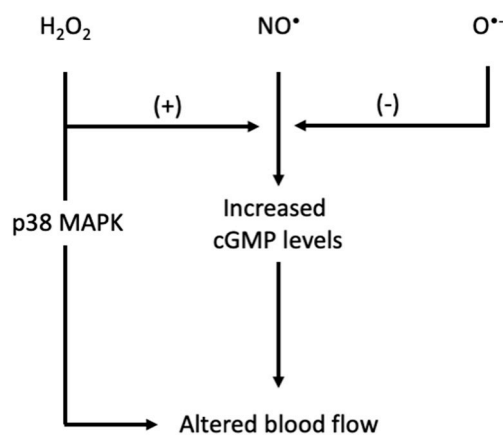 H₂O₂ NO• O•-
(+) (-)
p38 MAPK
Increased
cGMP levels
Altered blood flow